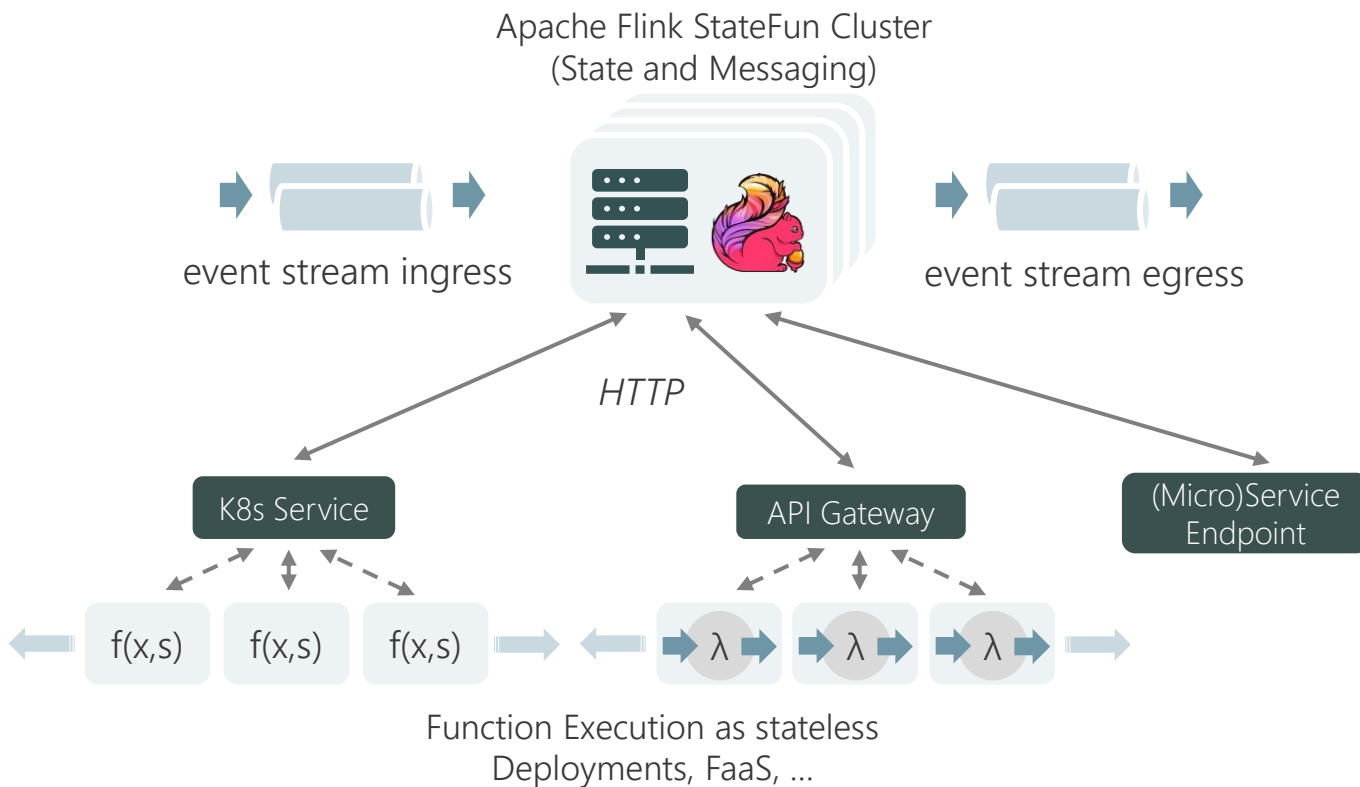 Apache Flink StateFun Cluster
(State and Messaging)
event stream ingress
event stream egress
HTTP
K8s Service
API Gateway
(Micro)Service
Endpoint
f(x,s)
f(x,s)
f(x,s)
λ
λ
λ
Function Execution as stateless
Deployments, FaaS, ...